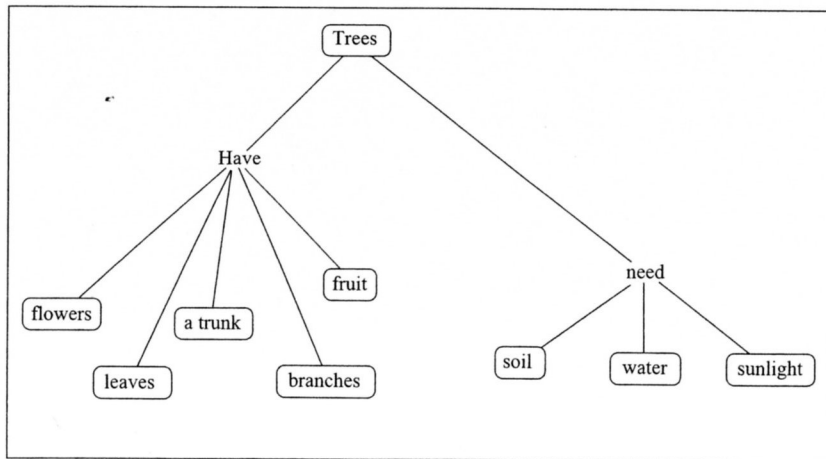 Trees
Have
need
fruit
flowers
a trunk
soil
water
sunlight
leaves
branches